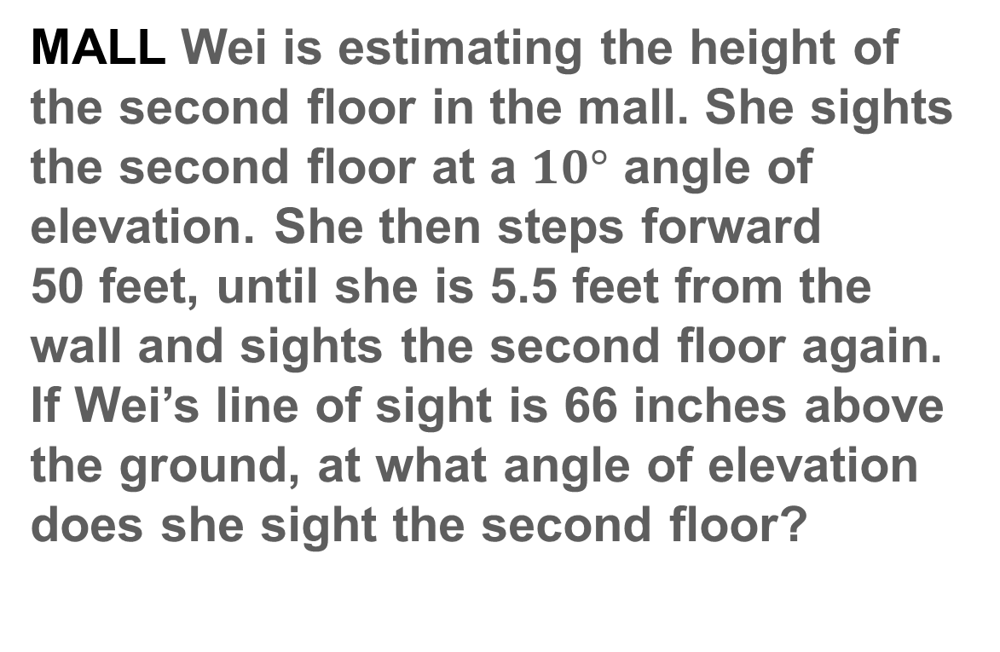 MALL Wei is estimating the height of
the second floor in the mall. She sights
the second floor at a 10° angle of
elevation. She then steps forward
50 feet, until she is 5.5 feet from the
wall and sights the second floor again.
If Wei’s line of sight is 66 inches above
the ground, at what angle of elevation
does she sight the second floor?